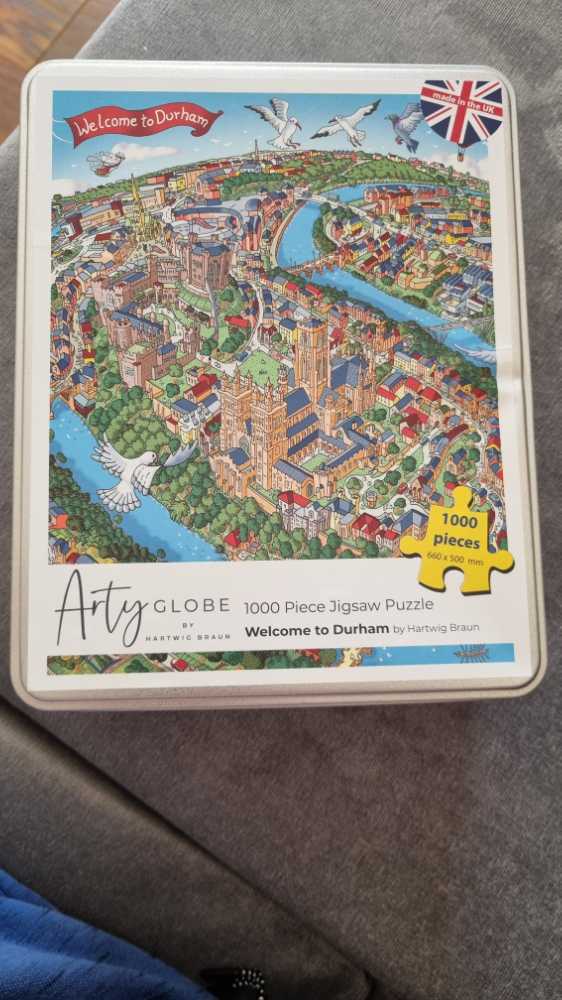 Welcome to Durham
made in the UK
1000
pieces
660 x 500 mm
Arty GLOBE
BY
HARTWIG BRAUN
1000 Piece Jigsaw Puzzle
Welcome to Durham by Hartwig Braun